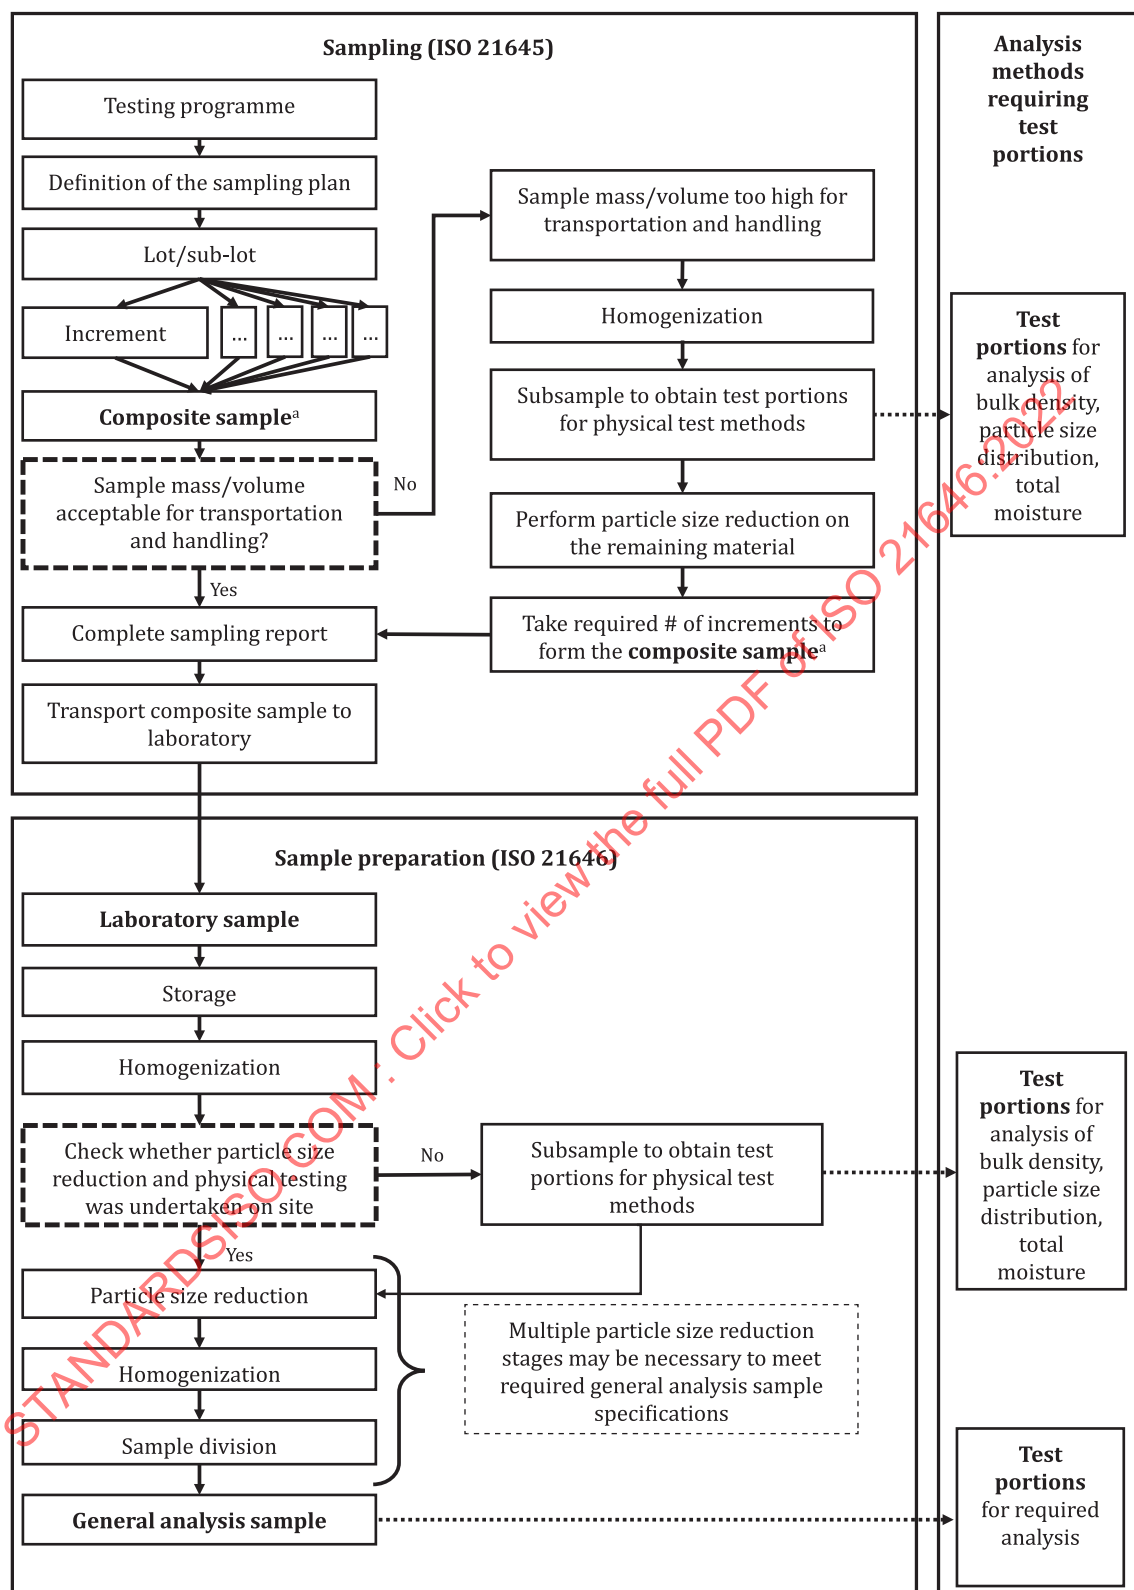 Sampling (ISO 21645)
Testing programme
Definition of the sampling plan
Lot/sub-lot
Increment
...
...
...
...
Composite sampleᵃ
Sample mass/volume
acceptable for transportation
and handling?
No
Yes
Complete sampling report
Transport composite sample to
laboratory
Sample mass/volume too high for
transportation and handling
Homogenization
Subsample to obtain test portions
for physical test methods
Perform particle size reduction on
the remaining material
Take required # of increments to
form the composite sampleᵃ
Analysis
methods
requiring
test
portions
Test
portions for
analysis of
bulk density,
particle size
distribution,
total
moisture
Sample preparation (ISO 21646)
Laboratory sample
Storage
Homogenization
Check whether particle size
reduction and physical testing
was undertaken on site
No
Yes
Subsample to obtain test
portions for physical test
methods
Test
portions for
analysis of
bulk density,
particle size
distribution,
total
moisture
Particle size reduction
Homogenization
Sample division
Multiple particle size reduction
stages may be necessary to meet
required general analysis sample
specifications
General analysis sample
Test
portions
for required
analysis
STANDARDSISO.COM : Click to view the full PDF of ISO 21646:2022